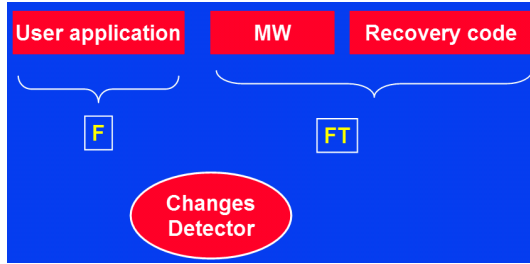 User application
MW
Recovery code
F
FT
Changes
Detector